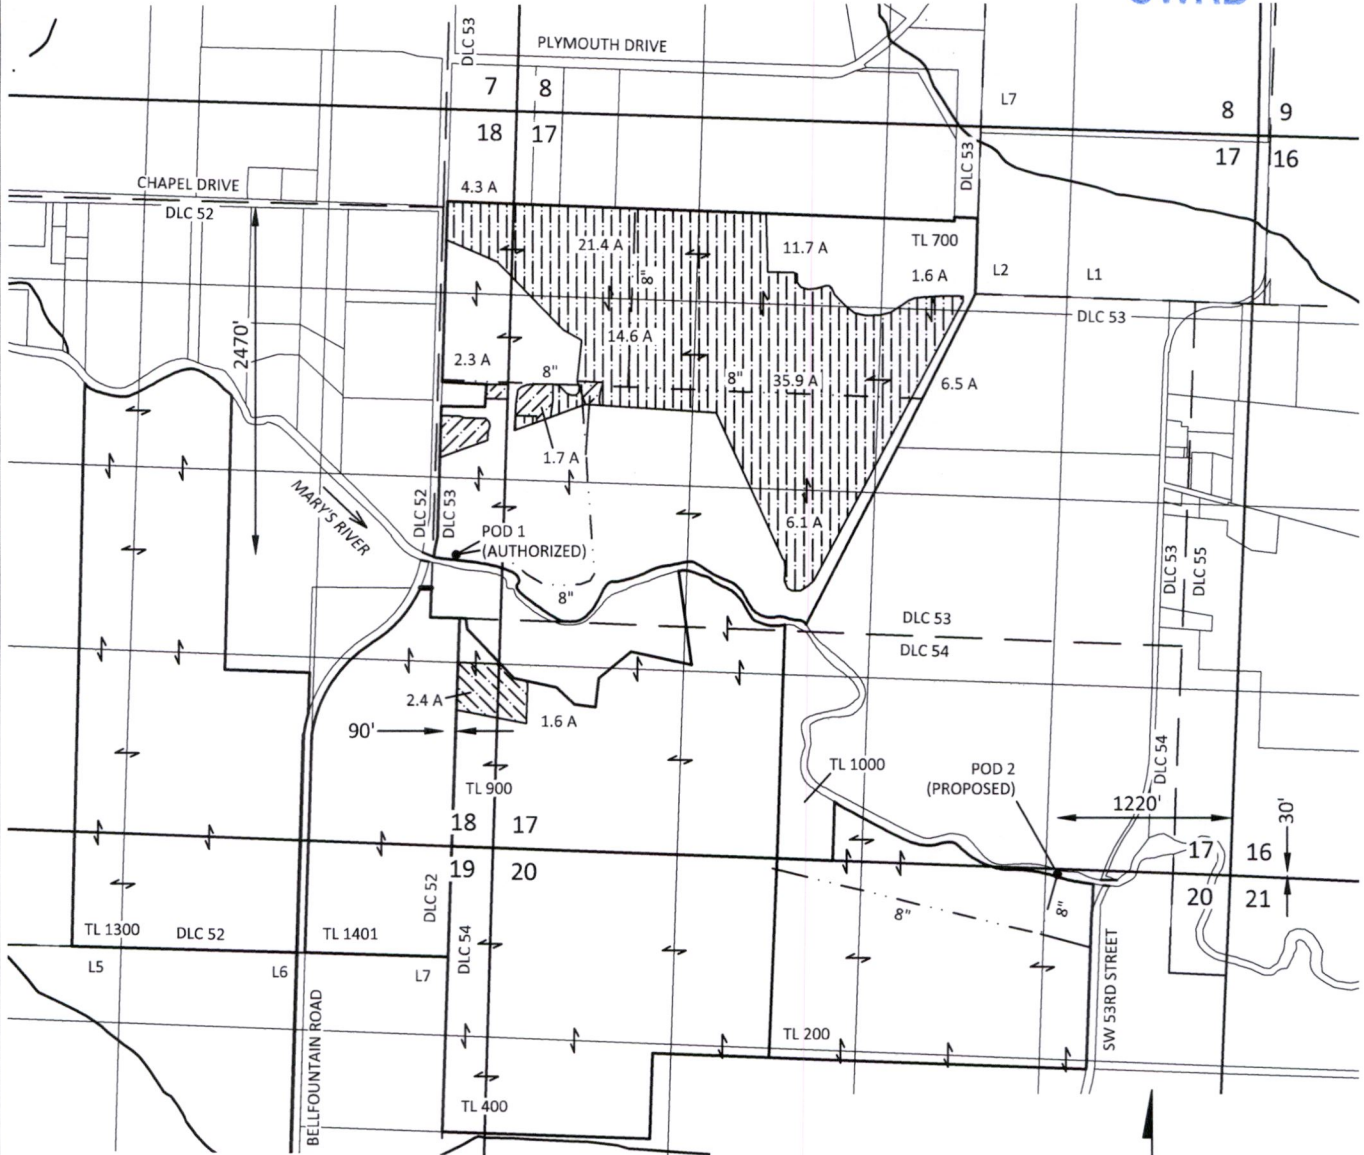 DLC 53
PLYMOUTH DRIVE
7
8
L7
8
9
18
17
17
16
DLC 53
CHAPEL DRIVE
4.3 A
DLC 52
21.4 A
11.7 A
TL 700
8"
1.6 A
L2
L1
DLC 53
2470'
14.6 A
2.3 A
8"
8"
35.9 A
6.5 A
1.7 A
MARY'S RIVER
DLC 52
DLC 53
POD 1
(AUTHORIZED)
6.1 A
DLC 53
DLC 55
8"
DLC 53
DLC 54
2.4 A
1.6 A
90'
DLC 54
TL 1000
POD 2
(PROPOSED)
TL 900
1220'
30'
18
17
17
16
19
20
20
21
DLC 52
8"
8"
TL 1300
DLC 52
TL 1401
DLC 54
SW 53RD STREET
L5
L6
L7
BELLFOUNTAIN ROAD
TL 200
TL 400